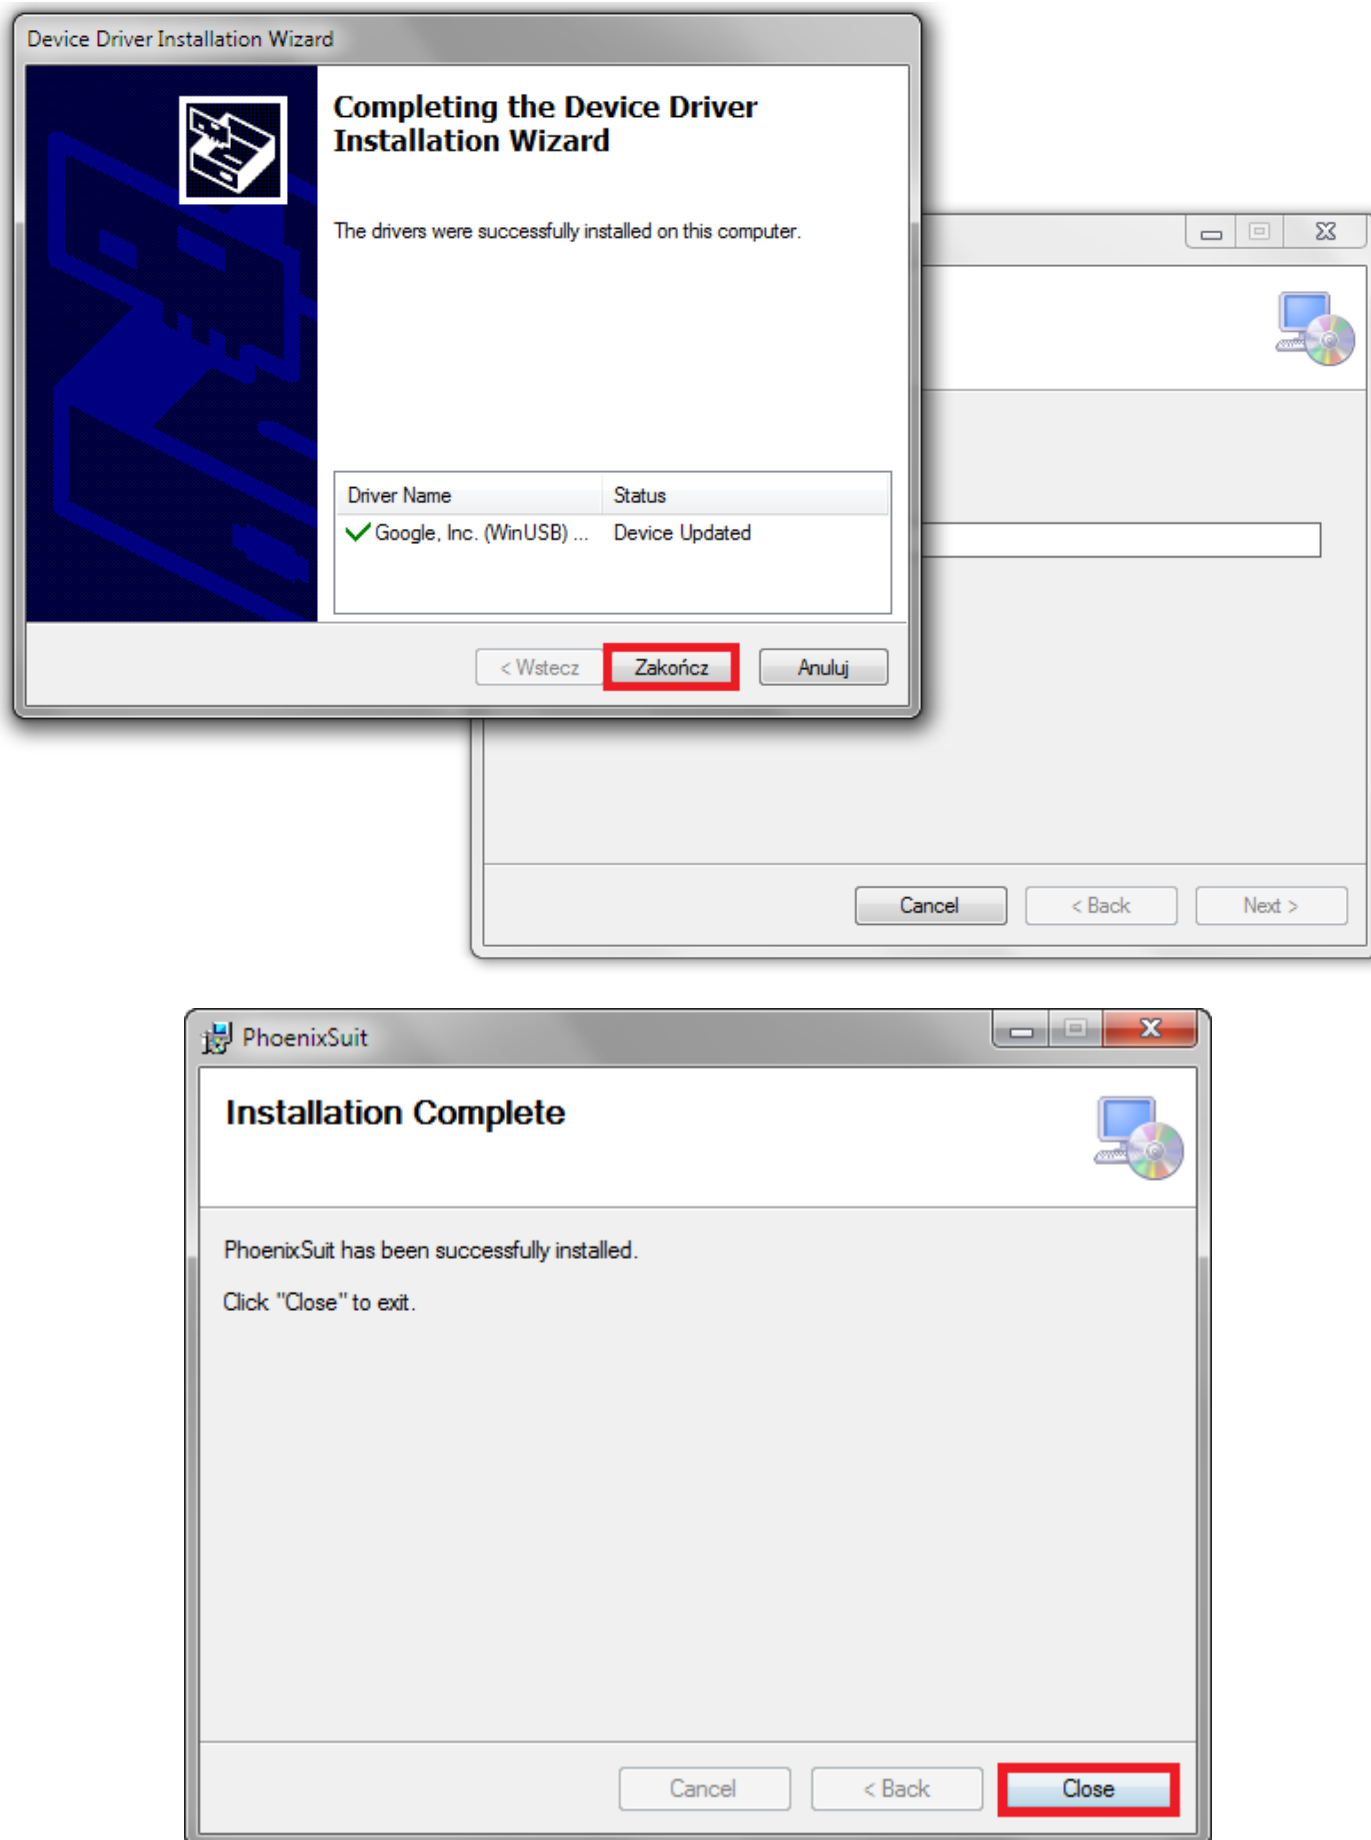 Device Driver Installation Wizard
Completing the Device Driver
Installation Wizard
The drivers were successfully installed on this computer.
Driver Name Status
Google, Inc. (WinUSB) ... Device Updated
< Wstecz Zakończ Anuluj
Cancel < Back Next >
PhoenixSuit
Installation Complete
PhoenixSuit has been successfully installed.
Click "Close" to exit.
Cancel < Back Close